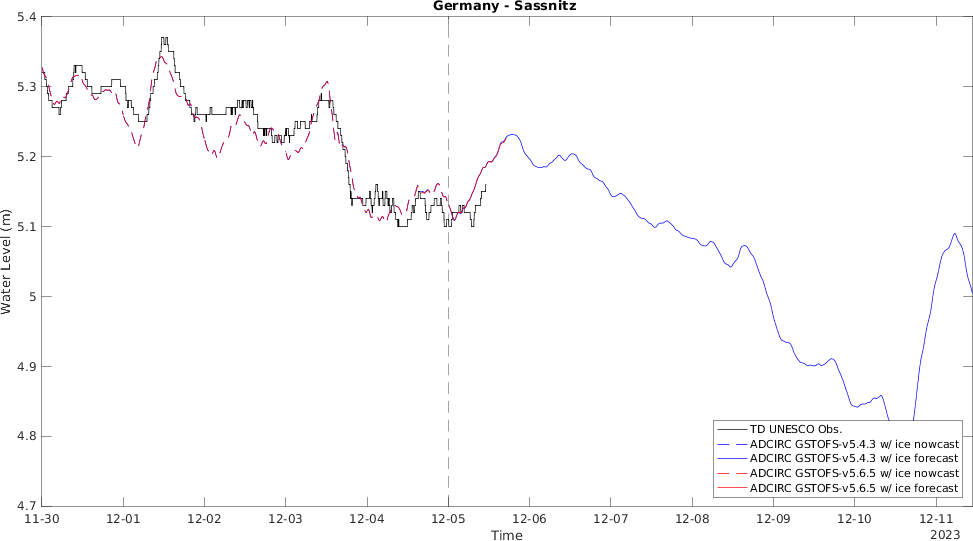 Germany - Sassnitz
5.4
5.3
5.2
5.1
5
4.9
4.8
4.7
Water Level (m)
TD UNESCO Obs.
ADCIRC GSTOFS-v5.4.3 w/ ice nowcast
ADCIRC GSTOFS-v5.4.3 w/ ice forecast
ADCIRC GSTOFS-v5.6.5 w/ ice nowcast
ADCIRC GSTOFS-v5.6.5 w/ ice forecast
11-30 12-01 12-02 12-03 12-04 12-05 12-06 12-07 12-08 12-09 12-10 12-11
Time
2023